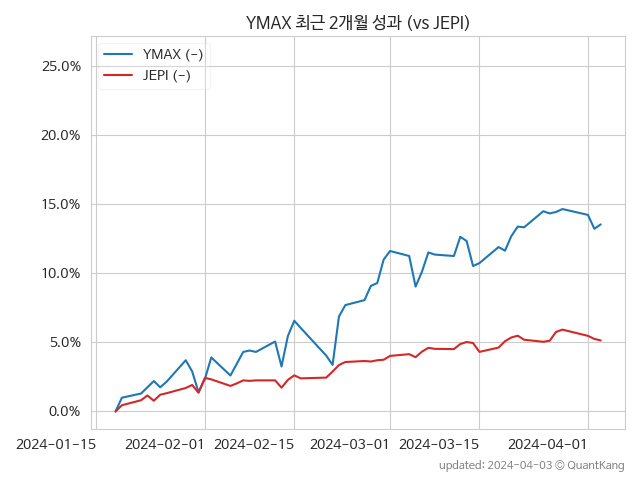 YMAX 최근 2개월 성과 (vs JEPI)
YMAX (-)
JEPI (-)
25.0%
20.0%
15.0%
10.0%
5.0%
0.0%
2024-01-15 2024-02-01 2024-02-15 2024-03-01 2024-03-15 2024-04-01
updated: 2024-04-03 © QuantKang